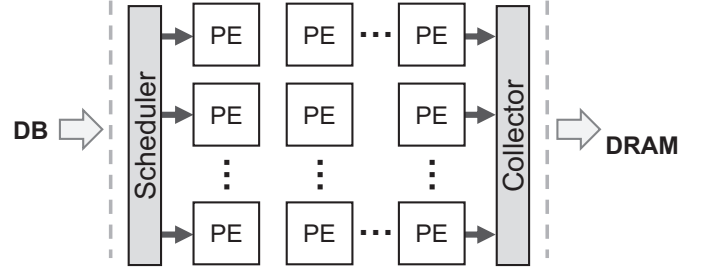 DB
Scheduler
PE PE ... PE
PE PE PE
PE PE ... PE
Collector
DRAM